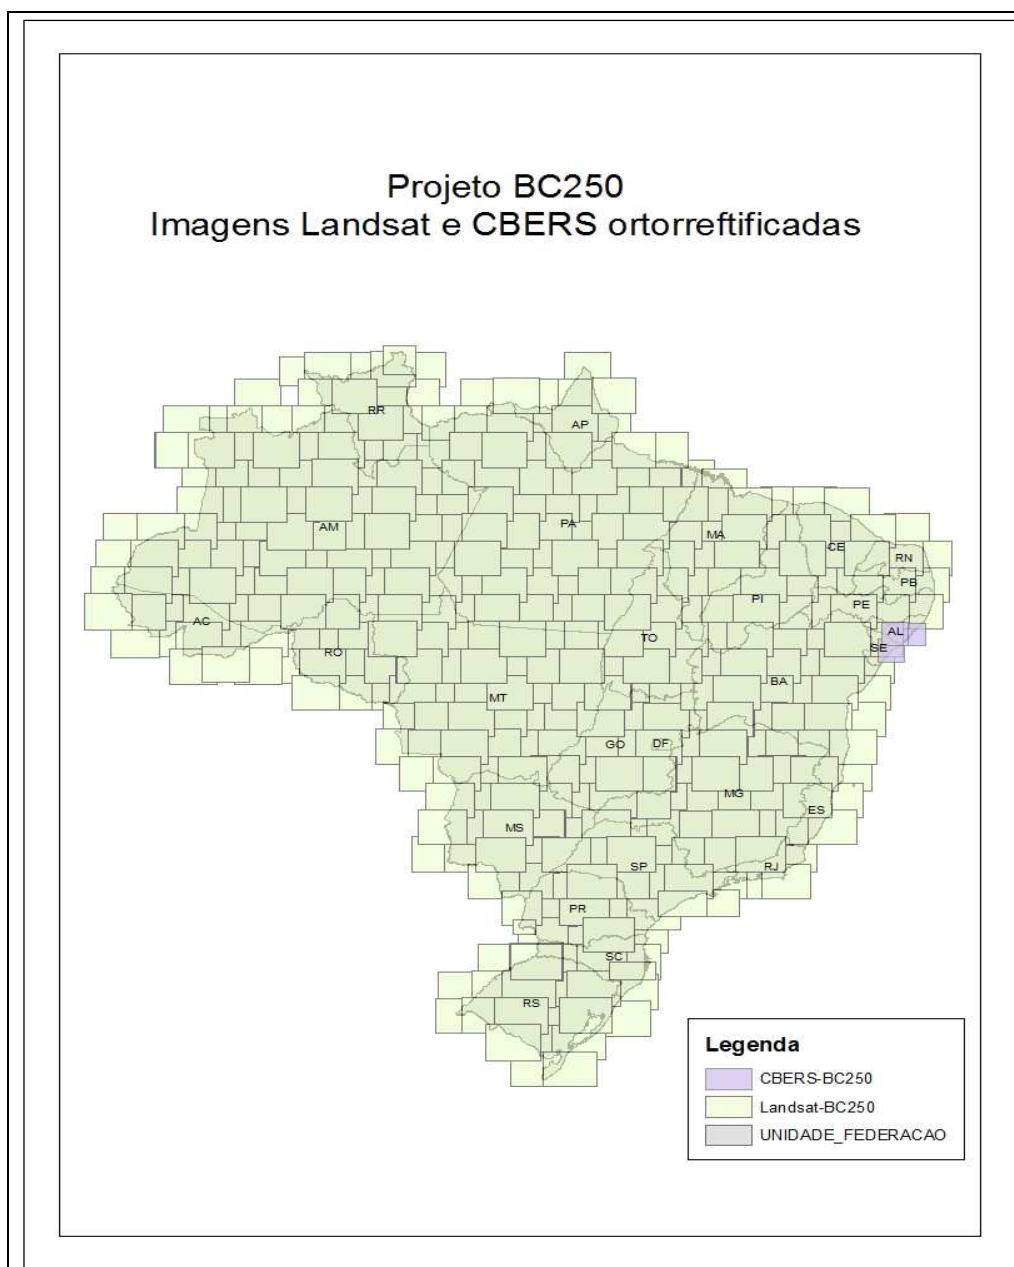 Projeto BC250
Imagens Landsat e CBERS ortorreftificadas
RR
AP
AM
PA
MA
CE
RN
PB
PI
PE
AC
AL
TO
SE
RO
BA
MT
GO
DF
MG
ES
MS
SP
RJ
PR
SC
RS
Legenda
CBERS-BC250
Landsat-BC250
UNIDADE_FEDERACAO